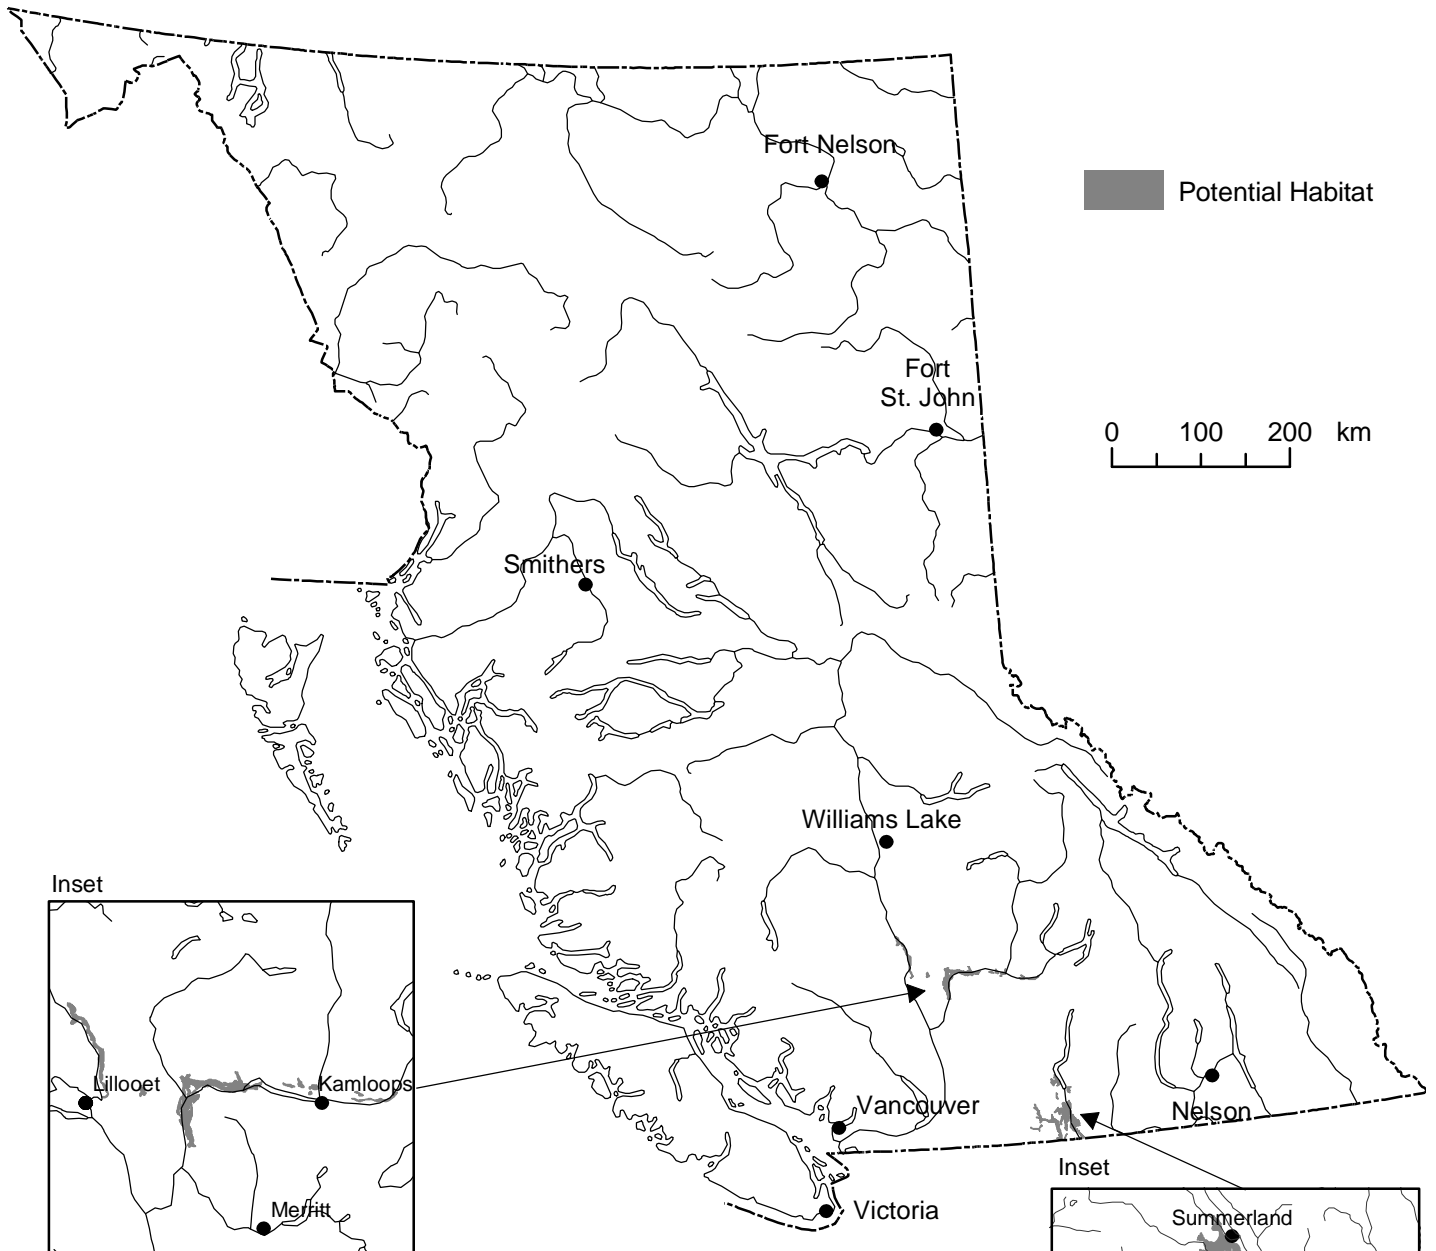 Fort Nelson
Potential Habitat
Fort
St. John
0 100 200 km
Smithers
Williams Lake
Inset
Lillooet
Kamloops
Merritt
Vancouver
Nelson
Inset
Victoria
Summerland